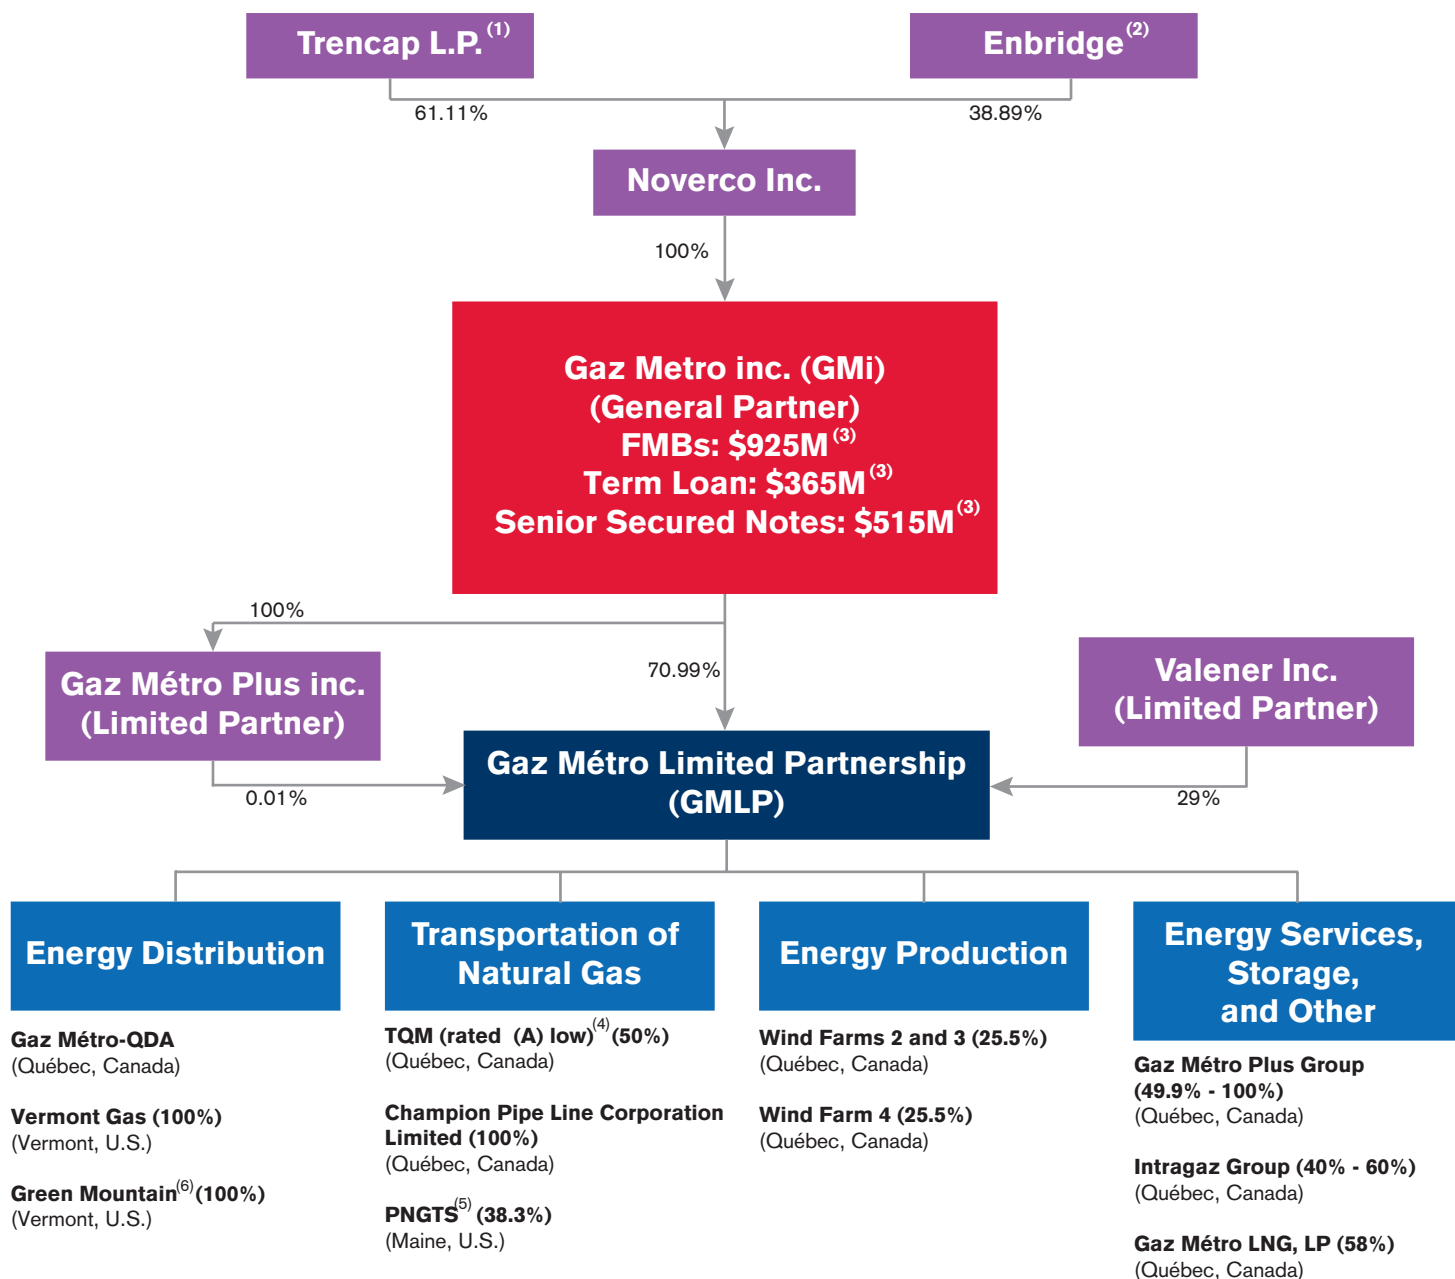 Trencap L.P.(1)
Enbridge(2)
61.11%
38.89%
Noverco Inc.
100%
Gaz Metro inc. (GMi)
(General Partner)
FMBs: $925M(3)
Term Loan: $365M(3)
Senior Secured Notes: $515M(3)
100%
70.99%
Gaz Métro Plus inc.
(Limited Partner)
Valener Inc.
(Limited Partner)
Gaz Métro Limited Partnership
(GMLP)
0.01%
29%
Energy Distribution
Gaz Métro-QDA
(Québec, Canada)
Vermont Gas (100%)
(Vermont, U.S.)
Green Mountain(6) (100%)
(Vermont, U.S.)
Transportation of
Natural Gas
TQM (rated (A) low)(4) (50%)
(Québec, Canada)
Champion Pipe Line Corporation
Limited (100%)
(Québec, Canada)
PNGTS(5) (38.3%)
(Maine, U.S.)
Energy Production
Wind Farms 2 and 3 (25.5%)
(Québec, Canada)
Wind Farm 4 (25.5%)
(Québec, Canada)
Energy Services,
Storage,
and Other
Gaz Métro Plus Group
(49.9% - 100%)
(Québec, Canada)
Intragaz Group (40% - 60%)
(Québec, Canada)
Gaz Métro LNG, LP (58%)
(Québec, Canada)